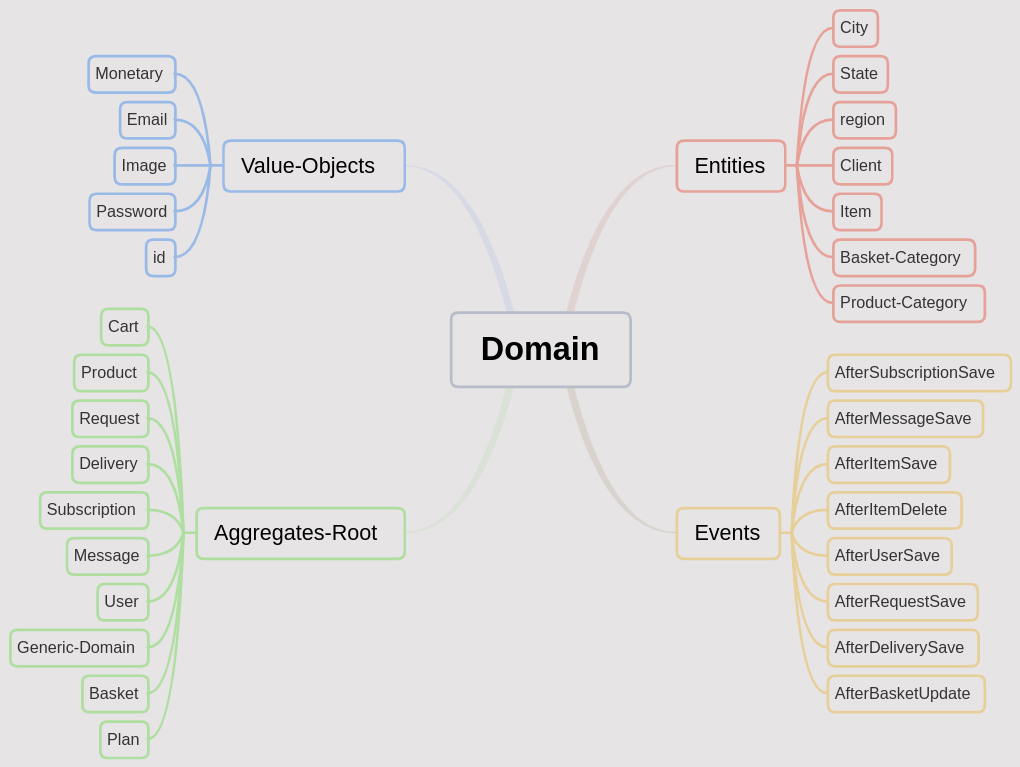 Domain
Value-Objects
Monetary
Email
Image
Password
id
Entities
City
State
region
Client
Item
Basket-Category
Product-Category
Aggregates-Root
Cart
Product
Request
Delivery
Subscription
Message
User
Generic-Domain
Basket
Plan
Events
AfterSubscriptionSave
AfterMessageSave
AfterItemSave
AfterItemDelete
AfterUserSave
AfterRequestSave
AfterDeliverySave
AfterBasketUpdate